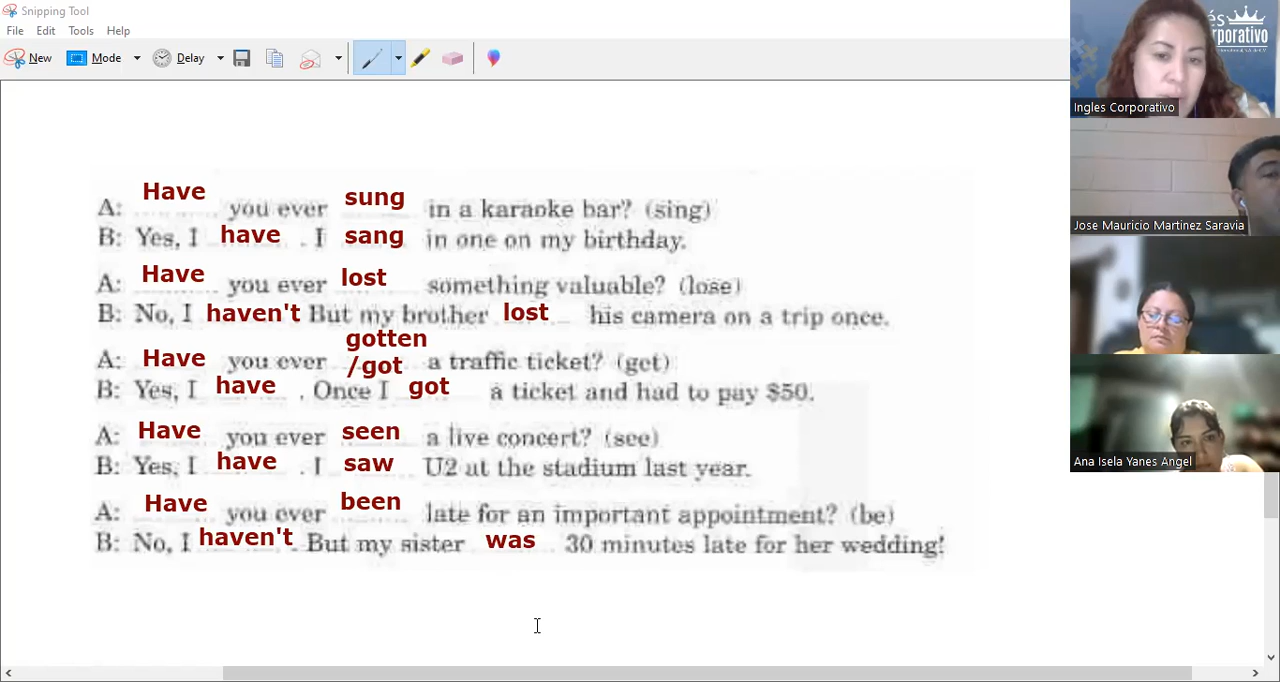 Snipping Tool
File Edit Tools Help
New Mode Delay
A: Have you ever sung in a karaoke bar? (sing)
B: Yes, I have . I sang in one on my birthday.
A: Have you ever lost something valuable? (lose)
B: No, I haven't But my brother lost his camera on a trip once.
A: Have you ever gotten /got a traffic ticket? (get)
B: Yes, I have . Once I got a ticket and had to pay $50.
A: Have you ever seen a live concert? (see)
B: Yes, I have . I saw U2 at the stadium last year.
A: Have you ever been late for an important appointment? (be)
B: No, I haven't . But my sister was 30 minutes late for her wedding!
Ingles Corporativo
Jose Mauricio Martinez Saravia
Ana Isela Yanes Angel